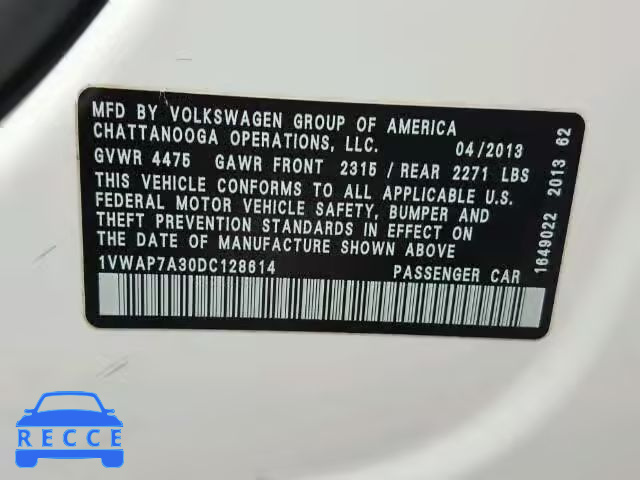 MFD BY VOLKSWAGEN GROUP OF AMERICA
CHATTANOOGA OPERATIONS, LLC. 04/2013
GVWR 4475 GAWR FRONT 2315 / REAR 2271 LBS
THIS VEHICLE CONFORMS TO ALL APPLICABLE U.S.
FEDERAL MOTOR VEHICLE SAFETY, BUMPER AND
THEFT PREVENTION STANDARDS IN EFFECT ON
THE DATE OF MANUFACTURE SHOWN ABOVE
1VWAP7A30DC128614 PASSENGER CAR
1649022 2013 62
RECCE